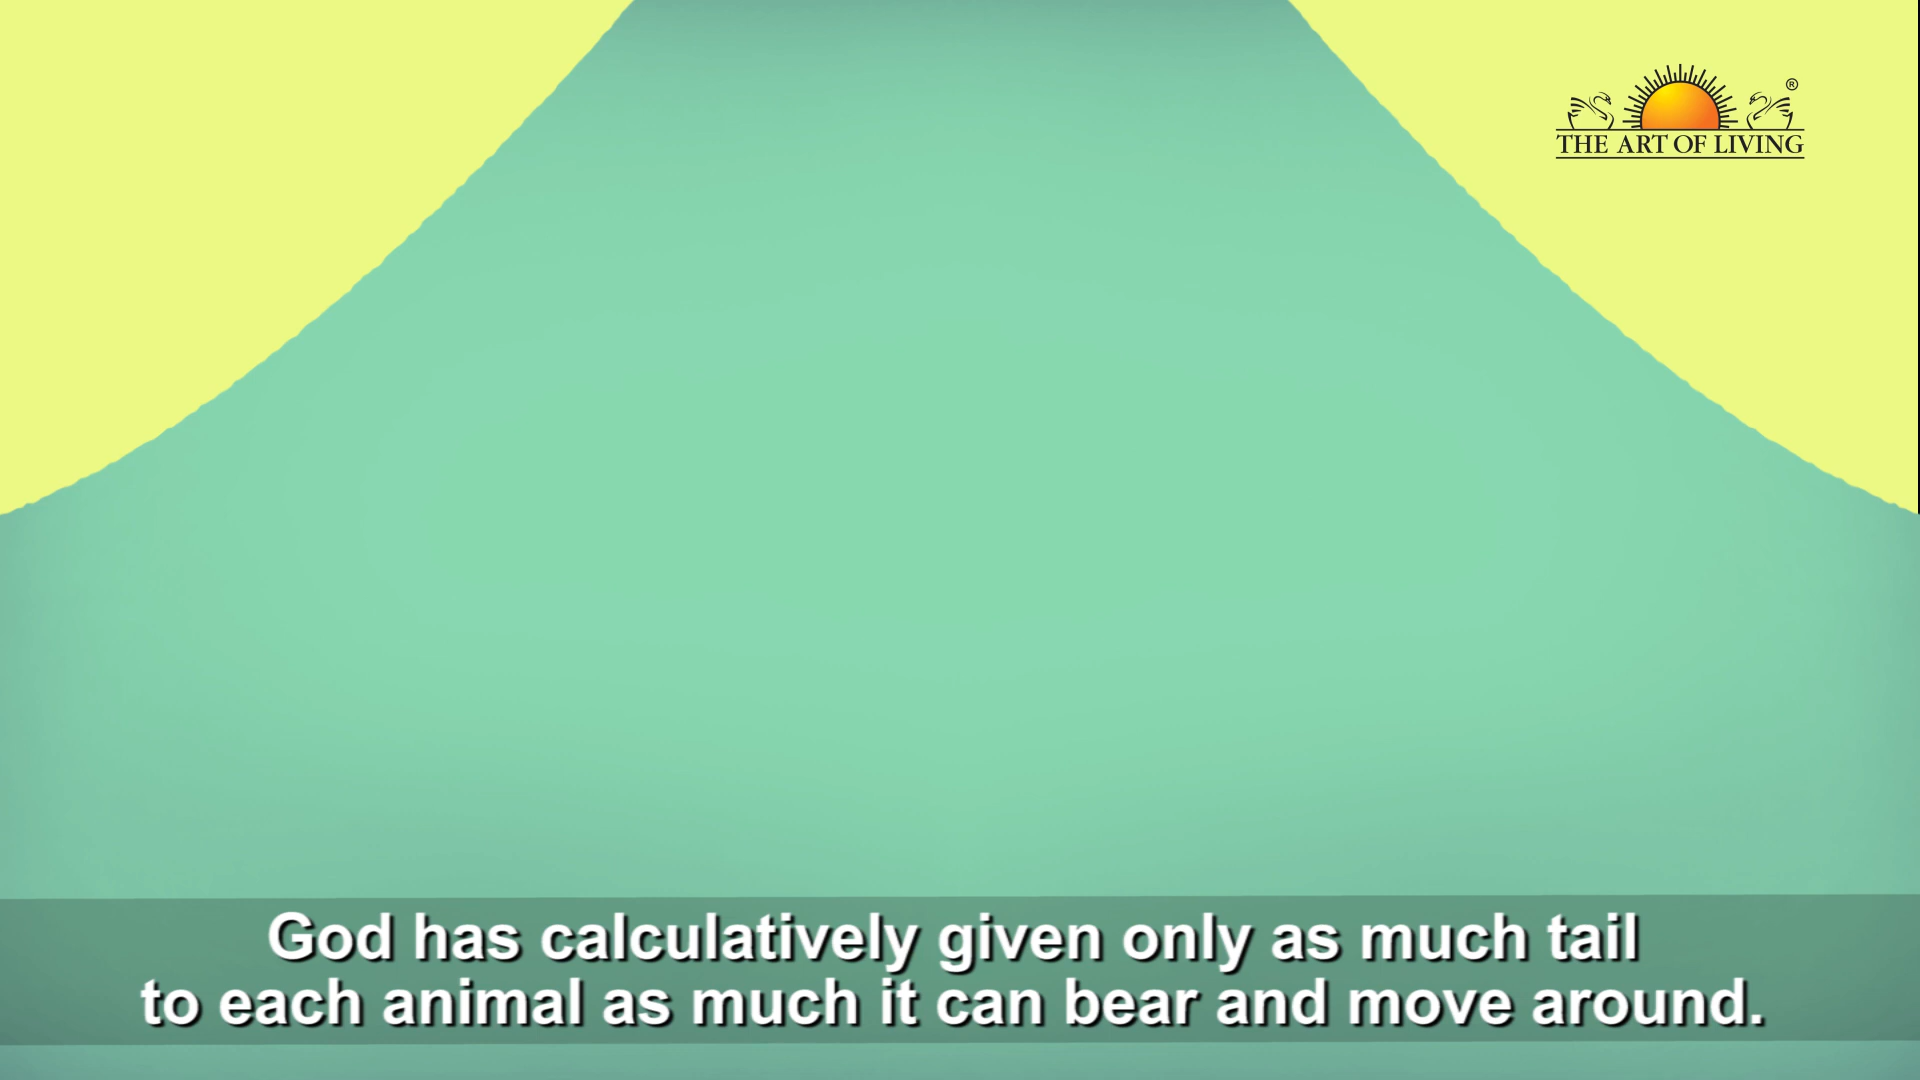 ®
THE ART OF LIVING
God has calculatively given only as much tail
to each animal as much it can bear and move around.